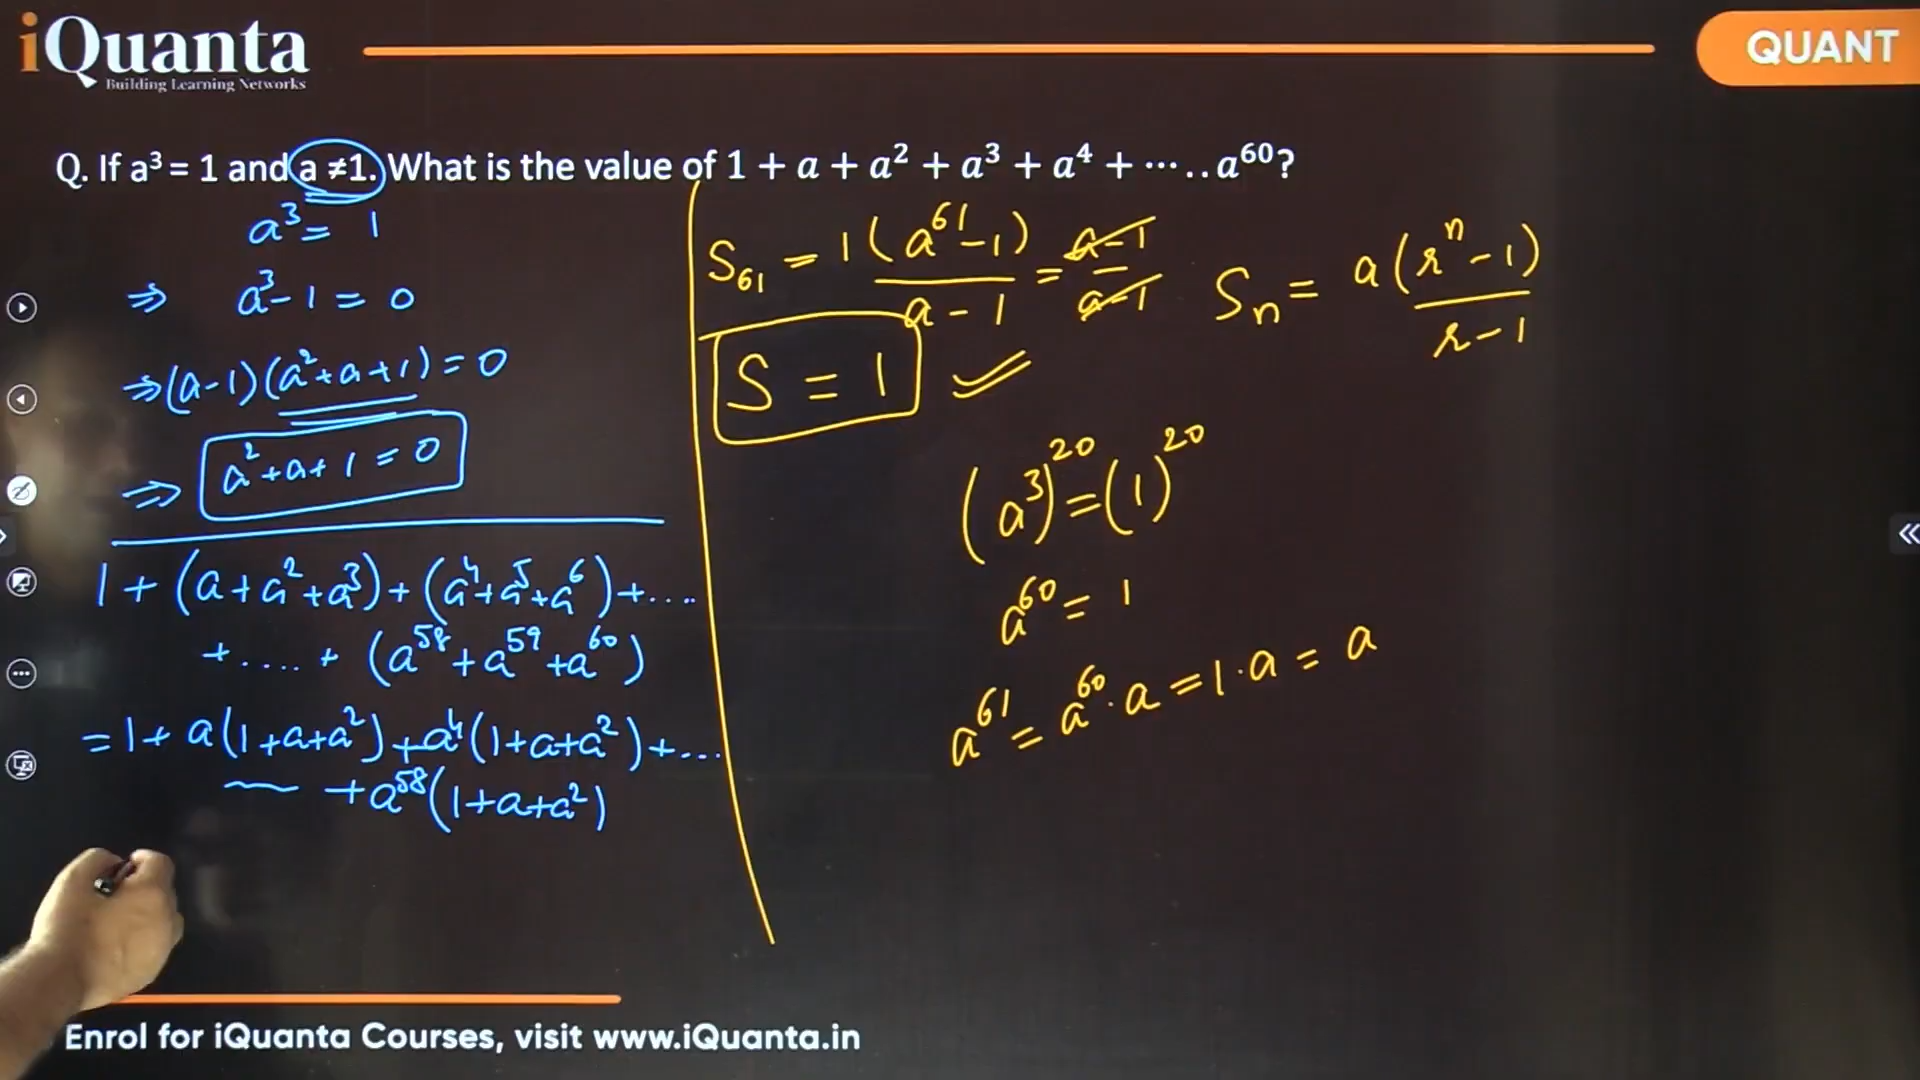 iQuanta
Building Learning Networks
QUANT
Q. If a³ = 1 and a ≠1. What is the value of 1 + a + a² + a³ + a⁴ + ⋯ . . a⁶⁰?
a³ = 1
⇒ a³ - 1 = 0
⇒ (a-1)(a²+a+1) = 0
⇒ a²+a+1 = 0
1 + (a+a²+a³) + (a⁴+a⁵+a⁶) + ....
+ .... + (a⁵⁸+a⁵⁹+a⁶⁰)
= 1 + a(1+a+a²) + a⁴(1+a+a²) + ...
+ a⁵⁸(1+a+a²)
S₆₁ = 1(a⁶¹-1)/(a-1) = (a-1)/(a-1)
Sₙ = a(rⁿ-1)/(r-1)
S = 1
(a³)²⁰ = (1)²⁰
a⁶⁰ = 1
a⁶¹ = a⁶⁰ · a = 1 · a = a
Enrol for iQuanta Courses, visit www.iQuanta.in